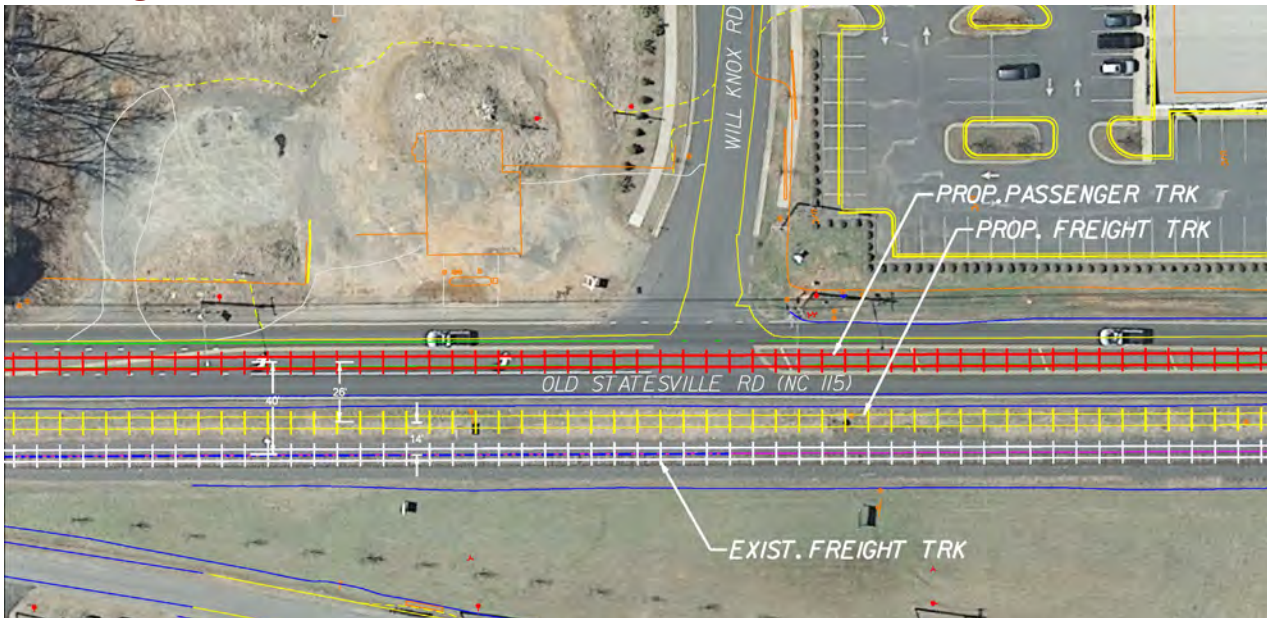 WILL KNOX RD
PROP. PASSENGER TRK
PROP. FREIGHT TRK
OLD STATESVILLE RD (NC 115)
40'
26'
14'
EXIST. FREIGHT TRK